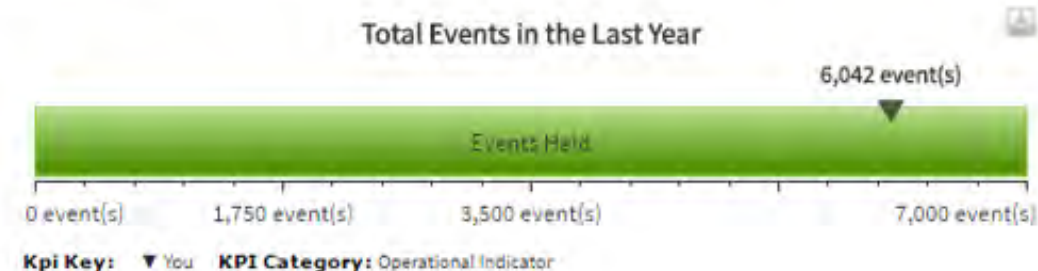 Total Events in the Last Year
6,042 event(s)
Events Held
0 event(s) 1,750 event(s) 3,500 event(s) 7,000 event(s)
Kpi Key: ▼ You KPI Category: Operational Indicator